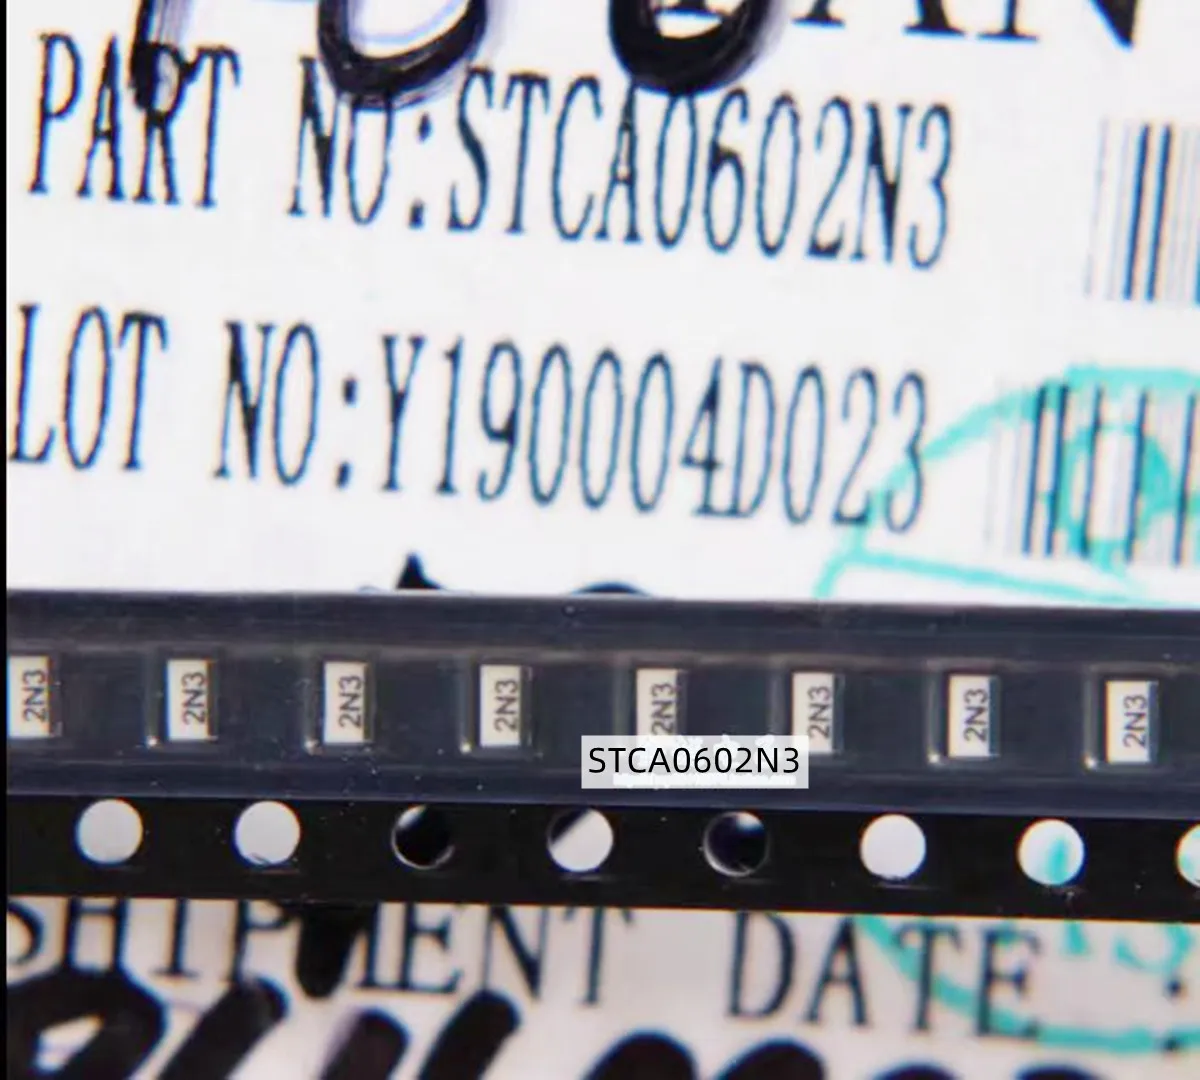 PART NO:STCA0602N3
LOT NO:Y190004D023
2N3 2N3 2N3 2N3 2N3 2N3 2N3 2N3
STCA0602N3
SHIPMENT DATE :